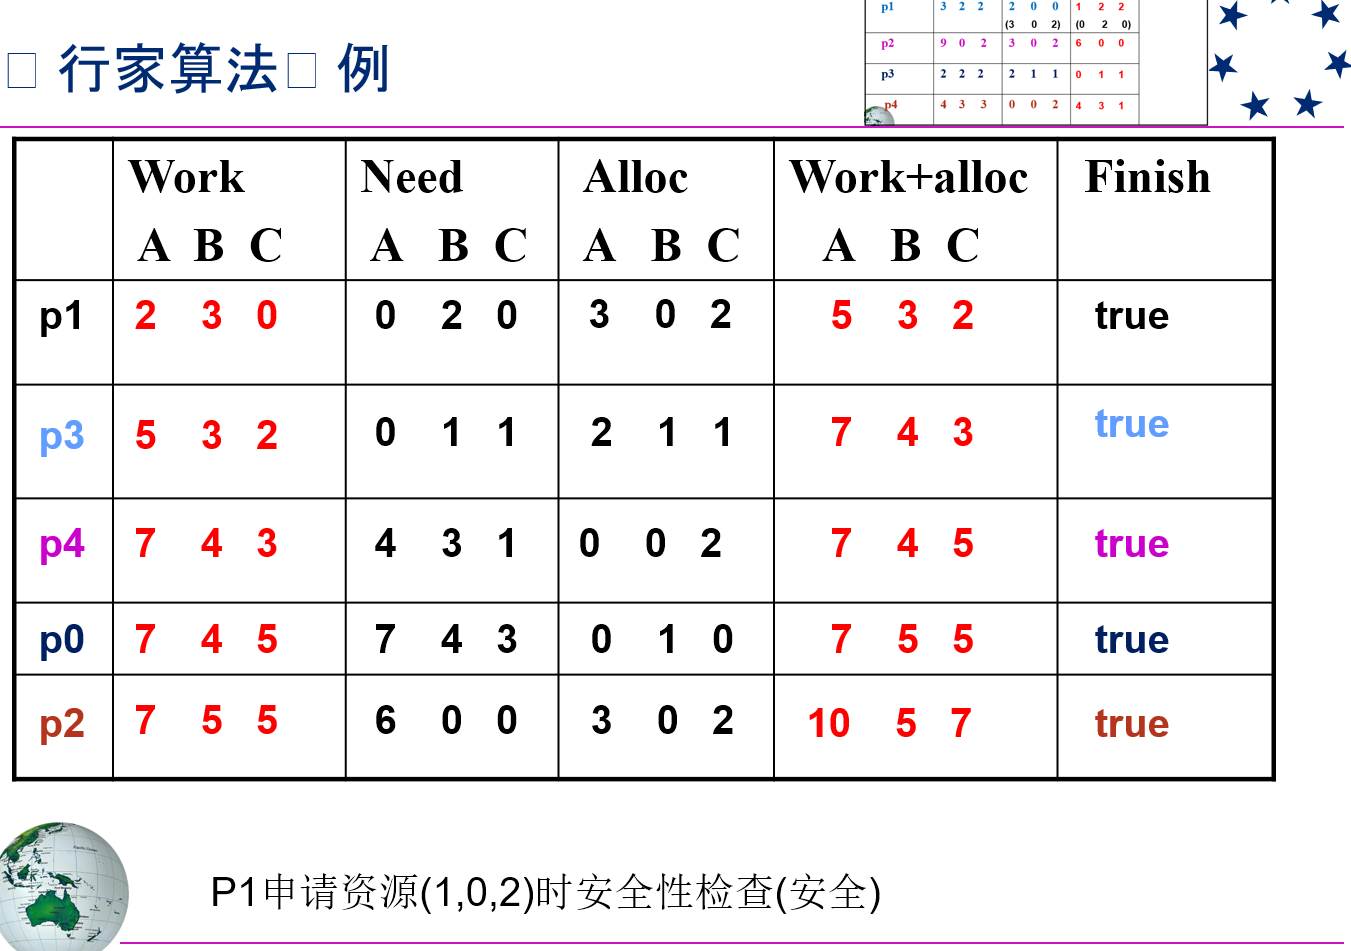 p1 3 2 2 2 0 0 1 2 2
(3 0 2) (0 2 0)
p2 9 0 2 3 0 2 6 0 0
p3 2 2 2 2 1 1 0 1 1
p4 4 3 3 0 0 2 4 3 1
行家算法 例
Work Need Alloc Work+alloc Finish
A B C A B C A B C A B C
p1 2 3 0 0 2 0 3 0 2 5 3 2 true
p3 5 3 2 0 1 1 2 1 1 7 4 3 true
p4 7 4 3 4 3 1 0 0 2 7 4 5 true
p0 7 4 5 7 4 3 0 1 0 7 5 5 true
p2 7 5 5 6 0 0 3 0 2 10 5 7 true
P1申请资源(1,0,2)时安全性检查(安全)